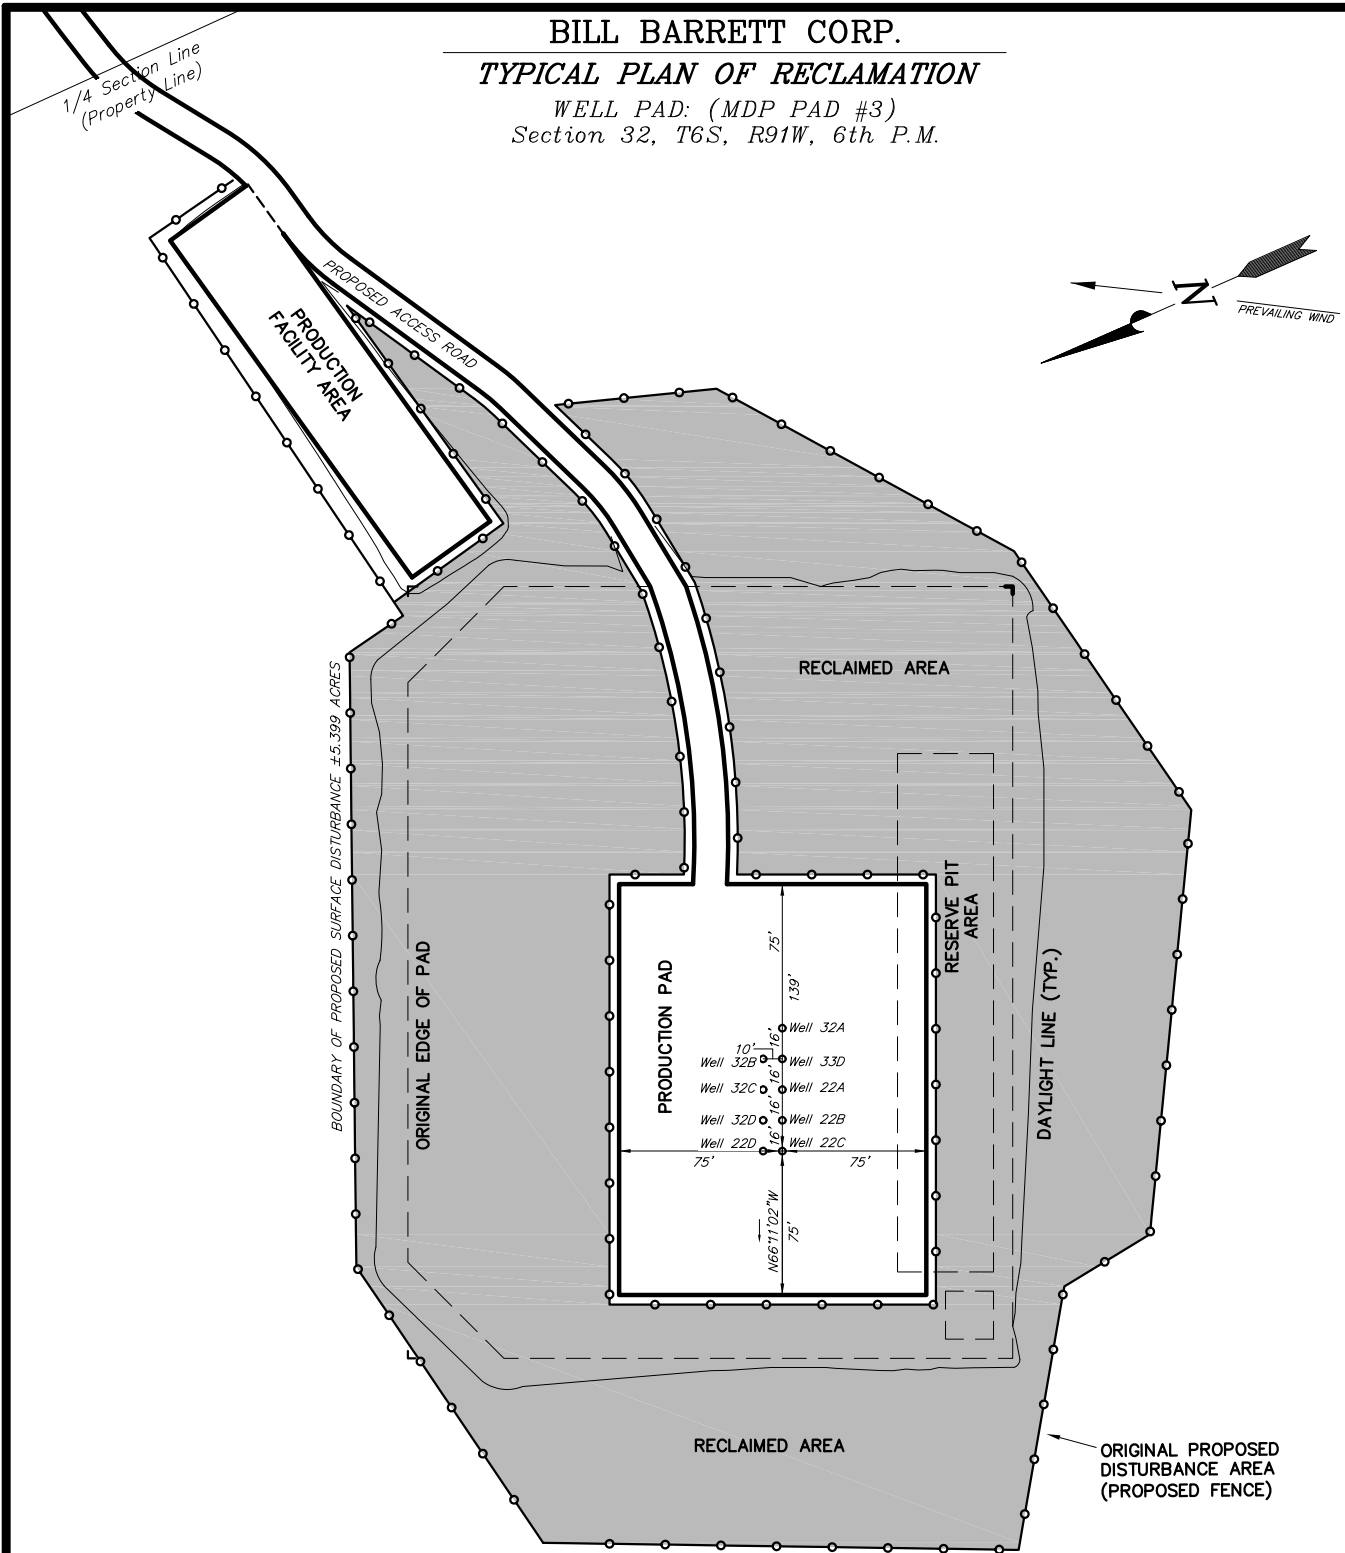 BILL BARRETT CORP.
TYPICAL PLAN OF RECLAMATION
WELL PAD: (MDP PAD #3)
Section 32, T6S, R91W, 6th P.M.
1/4 Section Line
(Property Line)
N
PREVAILING WIND
PROPOSED ACCESS ROAD
PRODUCTION
FACILITY AREA
RECLAIMED AREA
BOUNDARY OF PROPOSED SURFACE DISTURBANCE ±5.399 ACRES
ORIGINAL EDGE OF PAD
PRODUCTION PAD
RESERVE PIT
AREA
DAYLIGHT LINE (TYP.)
75'
139'
Well 32A
16'
10'
Well 32B
Well 33D
16'
Well 32C
Well 22A
16'
Well 32D
Well 22B
16'
Well 22D
Well 22C
75'
75'
N66°11'02"W
75'
RECLAIMED AREA
ORIGINAL PROPOSED
DISTURBANCE AREA
(PROPOSED FENCE)